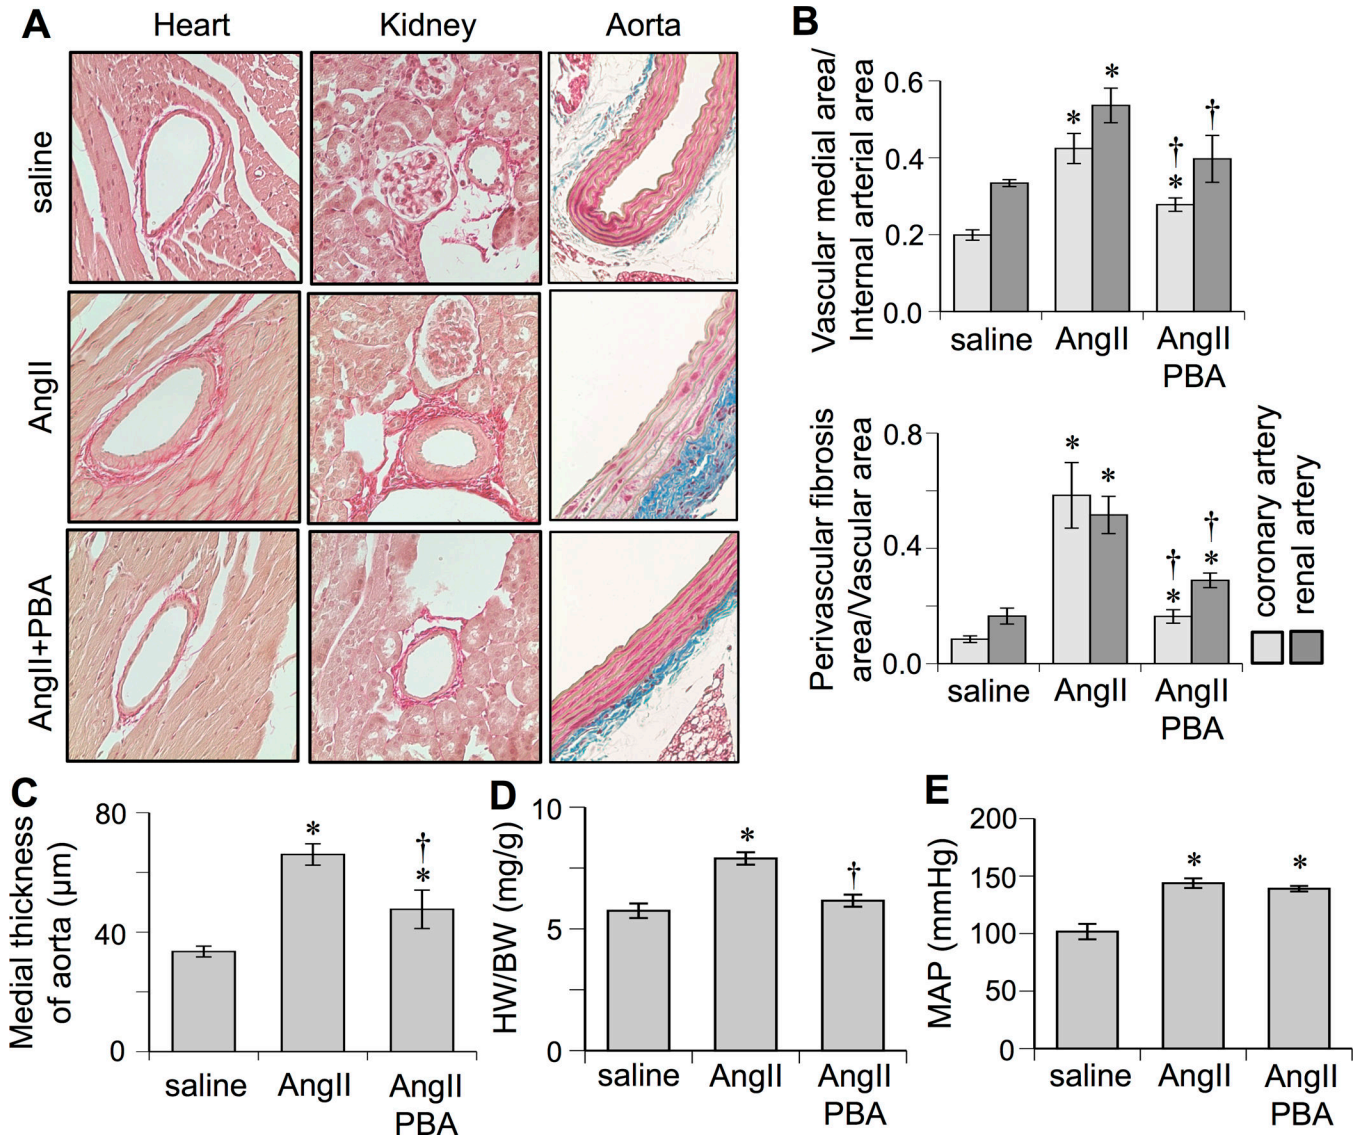 A
Heart
Kidney
Aorta
saline
AngII
AngII+PBA
B
Vascular medial area/
Internal arterial area
0.6
0.4
0.2
0.0
*
*
†
*
†
saline
AngII
AngII
PBA
Perivascular fibrosis
area/Vascular area
0.8
0.4
0.0
*
*
†
*
†
*
saline
AngII
AngII
PBA
coronary artery
renal artery
C
Medial thickness
of aorta (µm)
80
40
0
*
†
*
saline
AngII
AngII
PBA
D
HW/BW (mg/g)
10
5
0
*
†
saline
AngII
AngII
PBA
E
MAP (mmHg)
200
150
100
50
0
*
*
saline
AngII
AngII
PBA